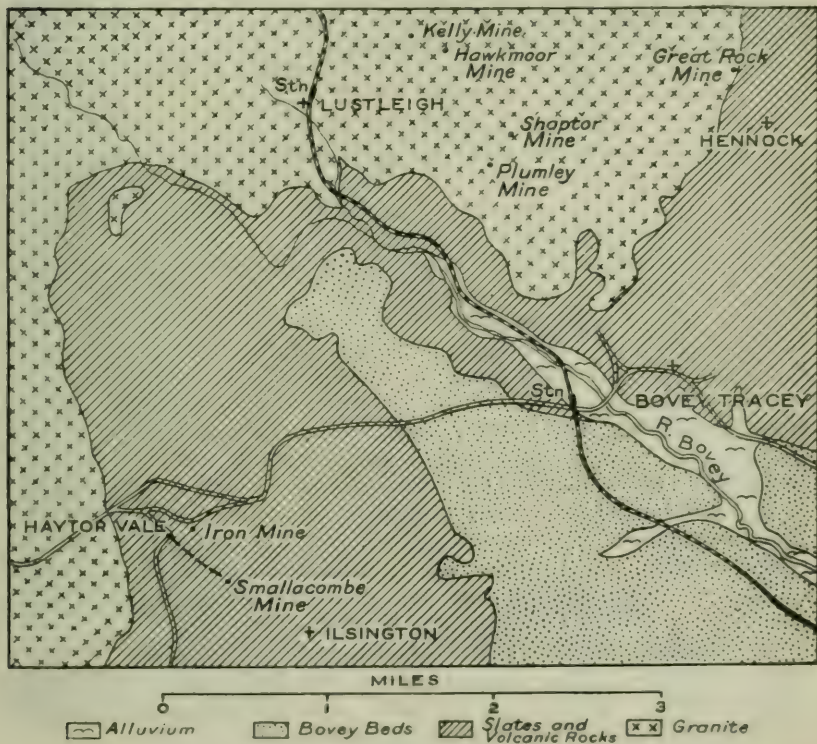 Kelly Mine.
Hawkmoor
Mine
Great Rock
Mine
Stn
LUSTLEIGH
Shaptor
Mine
HENNOCK
Plumley
Mine
Stn
BOVEY TRACEY
R. Bovey
HAYTOR VALE
Iron Mine
Smallacombe
Mine
ILSINGTON
MILES
0 1 2 3
Alluvium Bovey Beds Slates and Volcanic Rocks Granite